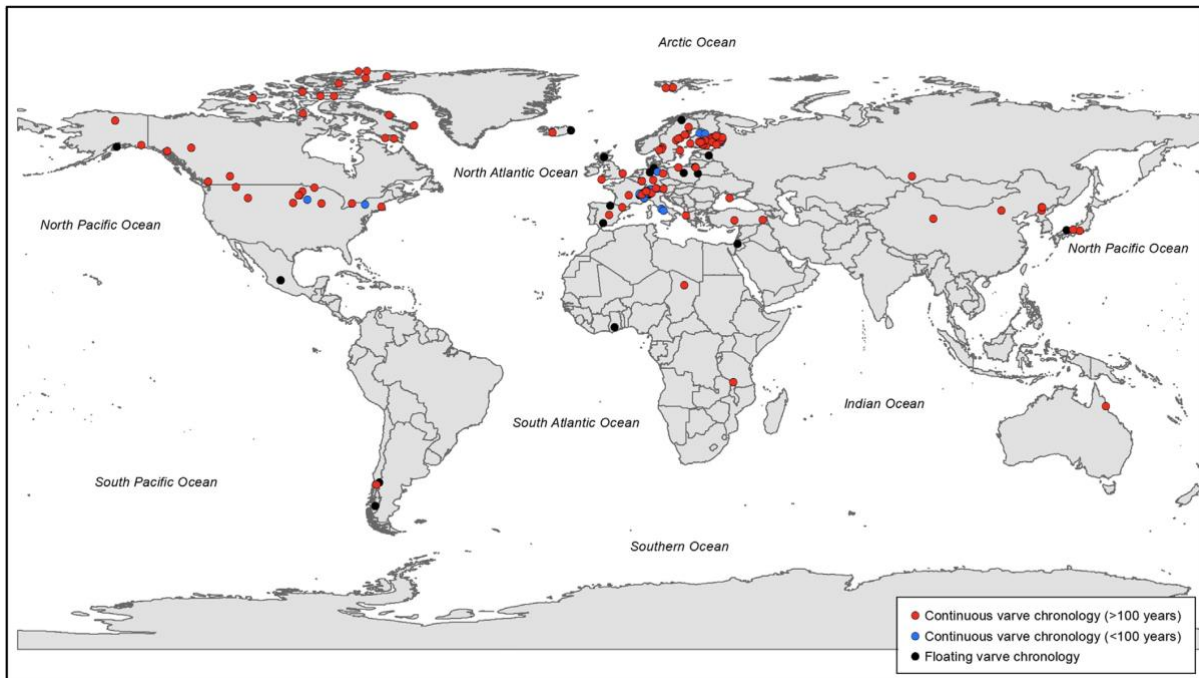 Arctic Ocean
North Atlantic Ocean
North Pacific Ocean
North Pacific Ocean
Indian Ocean
South Atlantic Ocean
South Pacific Ocean
Southern Ocean
Continuous varve chronology (>100 years)
Continuous varve chronology (<100 years)
Floating varve chronology